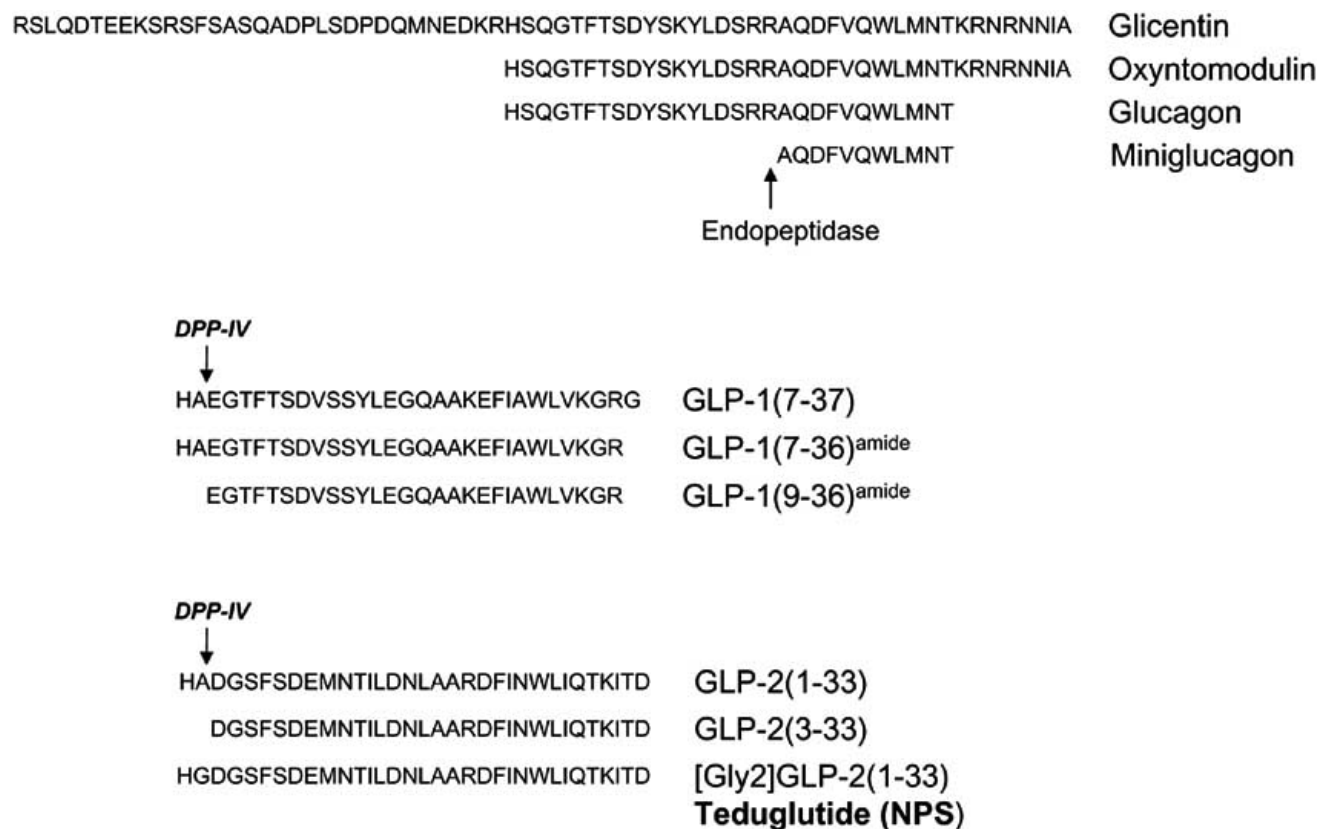 RSLQDTEEKSRSFSASQADPLSDPDQMNEDKRHSQGTFTSDYSKYLDSRRAQDFVQWLMNTKRNRNNIA Glicentin
HSQGTFTSDYSKYLDSRRAQDFVQWLMNTKRNRNNIA Oxyntomodulin
HSQGTFTSDYSKYLDSRRAQDFVQWLMNT Glucagon
AQDFVQWLMNT Miniglucagon
Endopeptidase
DPP-IV
HAEGTFTSDVSSYLEGQAAKEFIAWLVKGRG GLP-1(7-37)
HAEGTFTSDVSSYLEGQAAKEFIAWLVKGR GLP-1(7-36)amide
EGTFTSDVSSYLEGQAAKEFIAWLVKGR GLP-1(9-36)amide
DPP-IV
HADGSFSDEMNTILDNLAARDFINWLIQTKITD GLP-2(1-33)
DGSFSDEMNTILDNLAARDFINWLIQTKITD GLP-2(3-33)
HGDGSFSDEMNTILDNLAARDFINWLIQTKITD [Gly2]GLP-2(1-33)
Teduglutide (NPS)